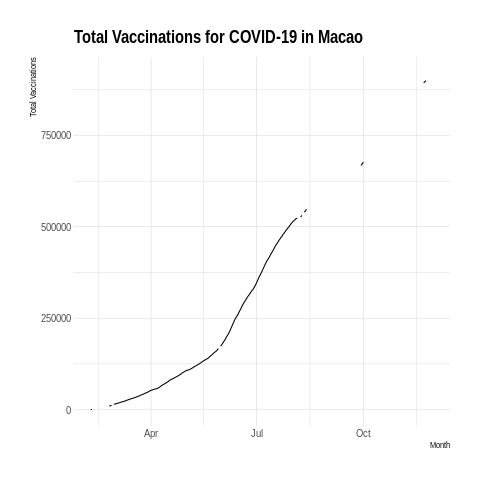 Total Vaccinations for COVID-19 in Macao
Total Vaccinations
750000
500000
250000
0
Apr
Jul
Oct
Month